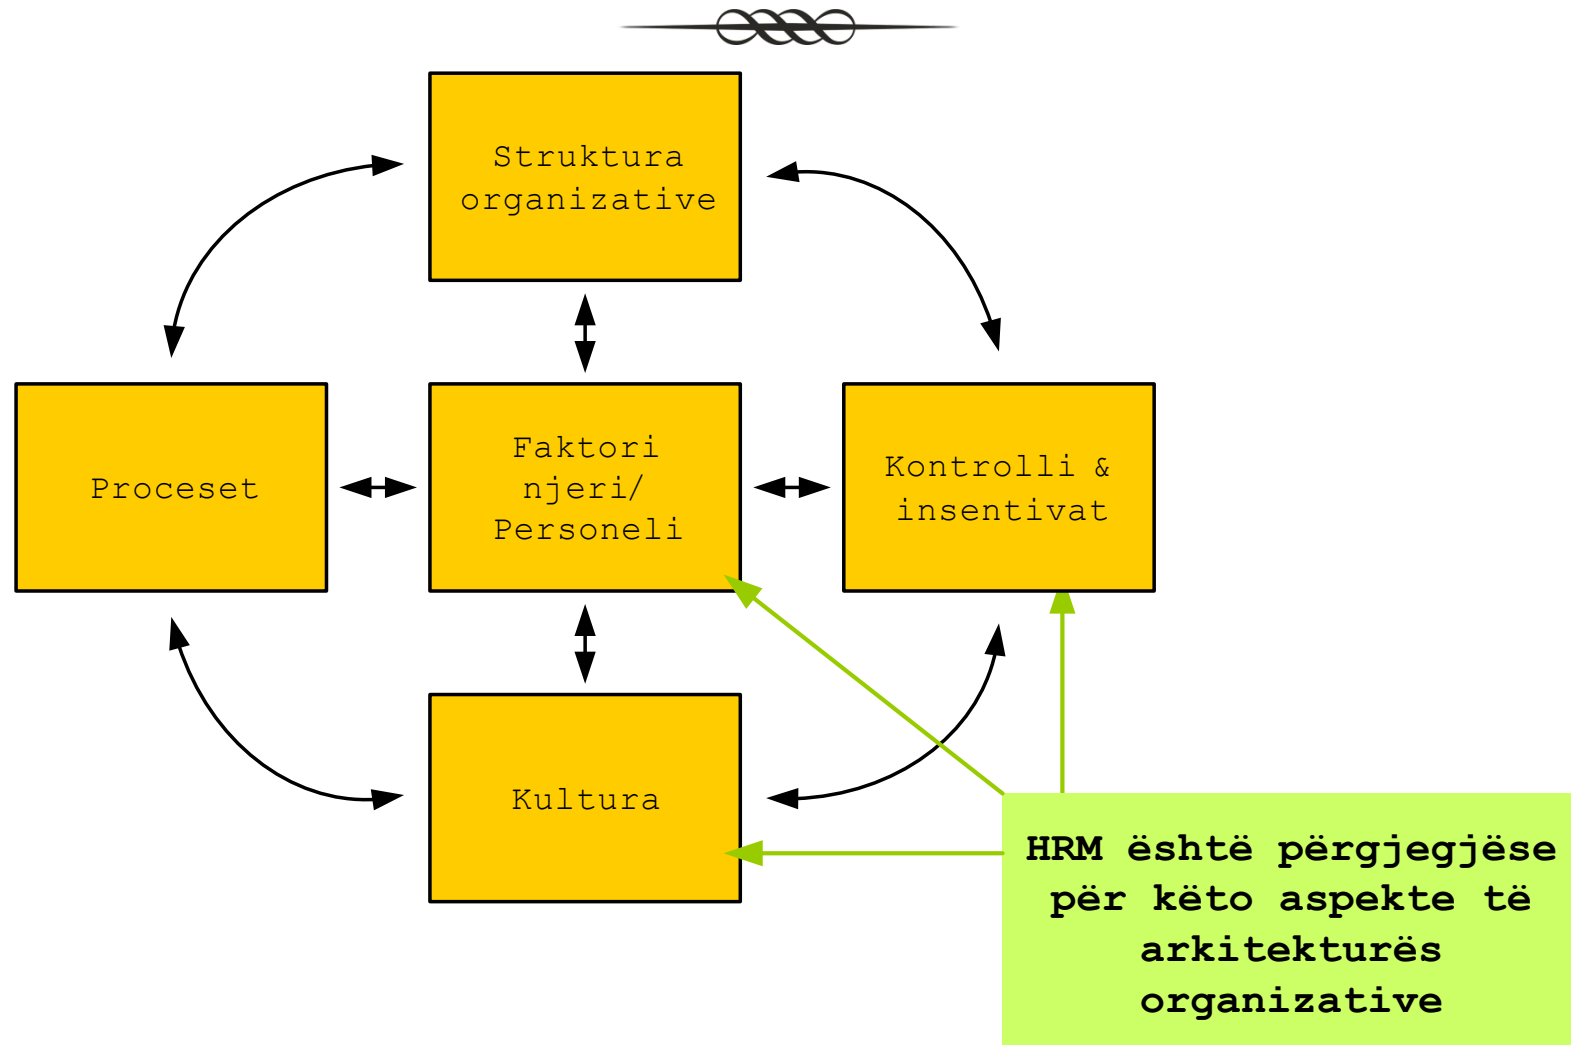 Struktura
organizative
Proceset
Faktori
njeri/
Personeli
Kontrolli &
insentivat
Kultura
HRM është përgjegjëse
për këto aspekte të
arkitekturës
organizative